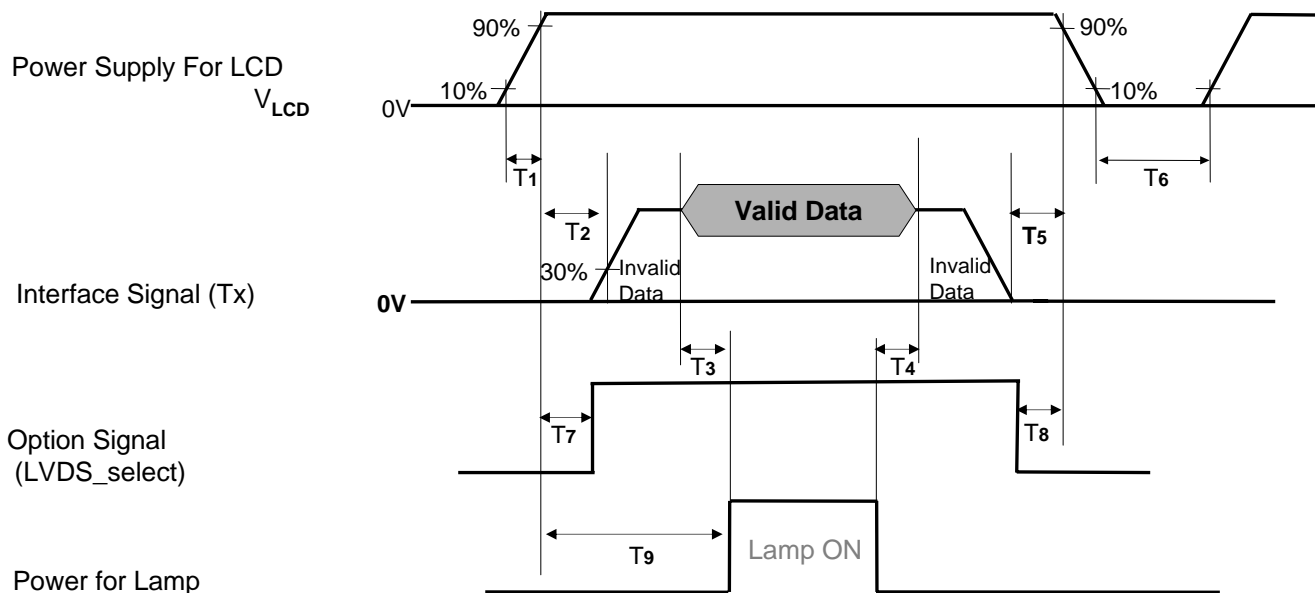 90%
90%
Power Supply For LCD
VLCD
10%
10%
0V
T1
T6
Valid Data
T2
T5
30%
Invalid
Data
Invalid
Data
Interface Signal (Tx)
0V
T3
T4
T7
T8
Option Signal
(LVDS_select)
T9
Lamp ON
Power for Lamp